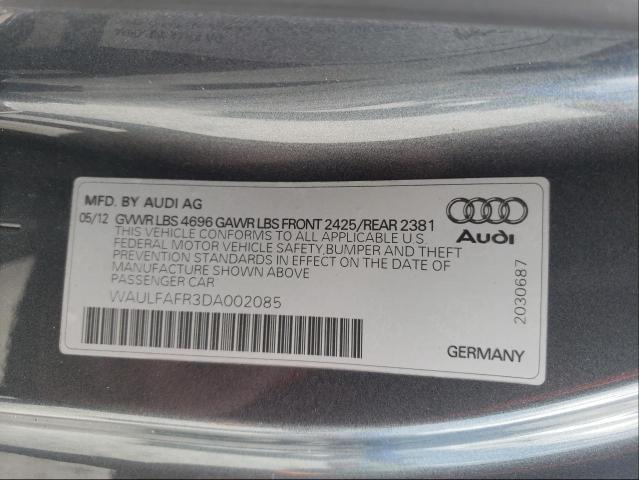 MFD. BY AUDI AG
05/12 GVWR LBS 4696 GAWR LBS FRONT 2425/REAR 2381
THIS VEHICLE CONFORMS TO ALL APPLICABLE U.S.
FEDERAL MOTOR VEHICLE SAFETY BUMPER AND THEFT
PREVENTION STANDARDS IN EFFECT ON THE DATE OF
MANUFACTURE SHOWN ABOVE
PASSENGER CAR
WAULFAFR3DA002085
Audi
2030687
GERMANY